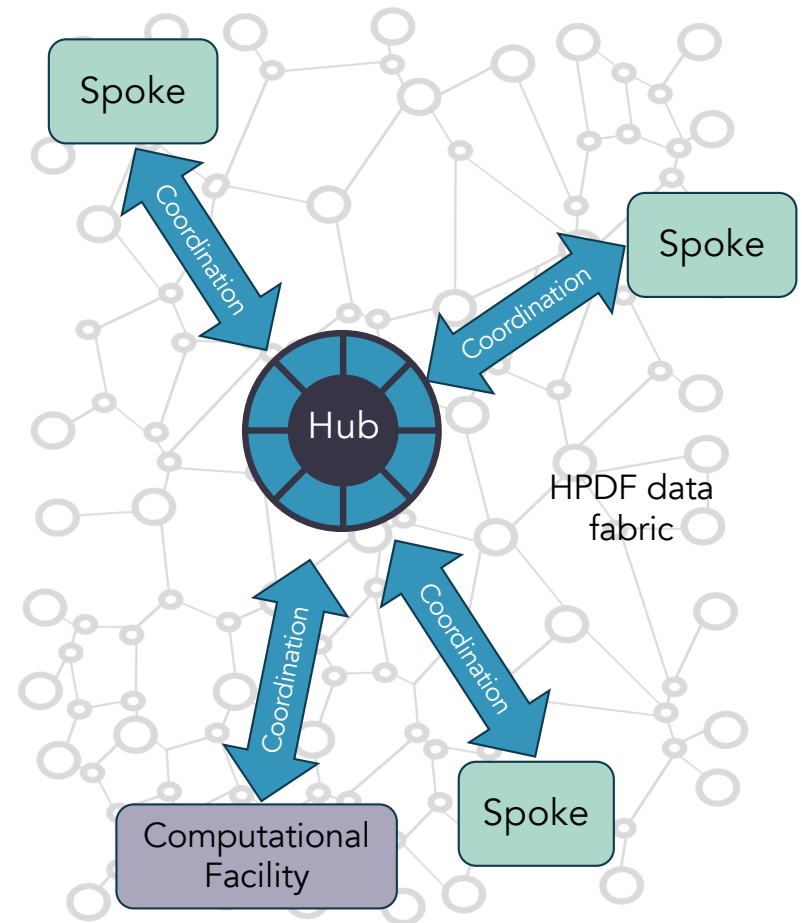 Spoke
Coordination
Spoke
Coordination
Hub
HPDF data
fabric
Coordination
Coordination
Spoke
Computational
Facility